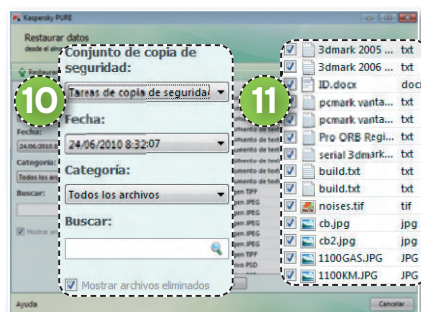 Kaspersky PURE
Restaurar datos
desde el
Restaurar
10
Conjunto de copia de
seguridad:
Tareas de copia de seguridad
Fecha:
24/06/2010 8:32:07
Categoría:
Todos los archivos
Buscar:
Mostrar archivos eliminados
Fecha:
24/06/2010
Categoría:
Todos los
Buscar:
Mostrar
11
3dmark 2005 ... txt
3dmark 2006 ... txt
ID.docx doc
pcmark vanta... txt
pcmark vanta... txt
Pro ORB Regi... txt
serial 3dmark... txt
build.txt txt
build.txt txt
noises.tif tif
cb.jpg jpg
cb2.jpg jpg
1100GAS.JPG JPG
1100KM.JPG JPG
Ayuda
Cancelar